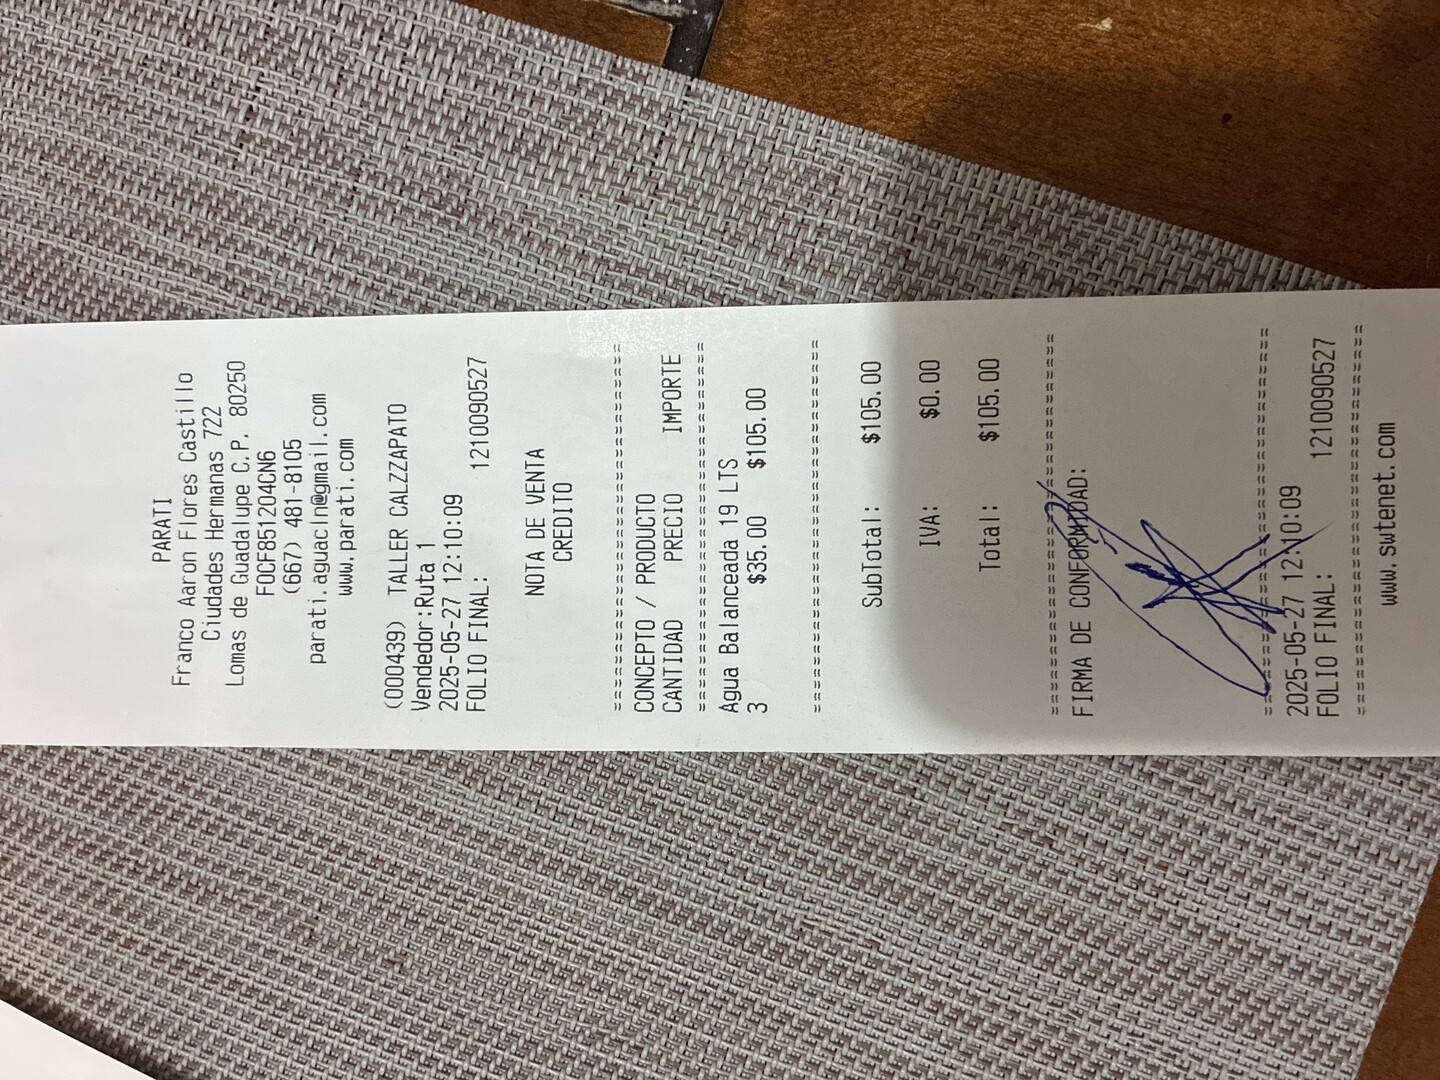 PARATI
Franco Aaron Flores Castillo
Ciudades Hermanas 722
Lomas de Guadalupe C.P. 80250
FOCF851204CN6
(667) 481-8105
parati.aguacln@gmail.com
www.parati.com
(000439) TALLER CALZZAPATO
Vendedor:Ruta 1
2025-05-27 12:10:09
FOLIO FINAL: 1210090527
NOTA DE VENTA
CREDITO
================================
CONCEPTO / PRODUCTO
CANTIDAD PRECIO IMPORTE
================================
Agua Balanceada 19 LTS
3 $35.00 $105.00
================================
SubTotal: $105.00
IVA: $0.00
Total: $105.00
================================
FIRMA DE CONFORMIDAD:
================================
2025-05-27 12:10:09
FOLIO FINAL: 1210090527
================================
www.swtenet.com